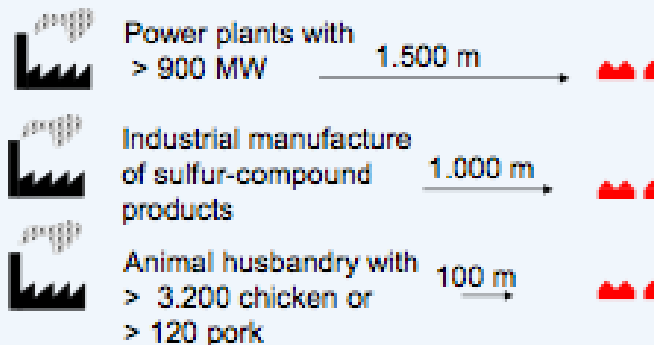 Power plants with
> 900 MW
1.500 m
Industrial manufacture
of sulfur-compound
products
1.000 m
Animal husbandry with
> 3.200 chicken or
> 120 pork
100 m